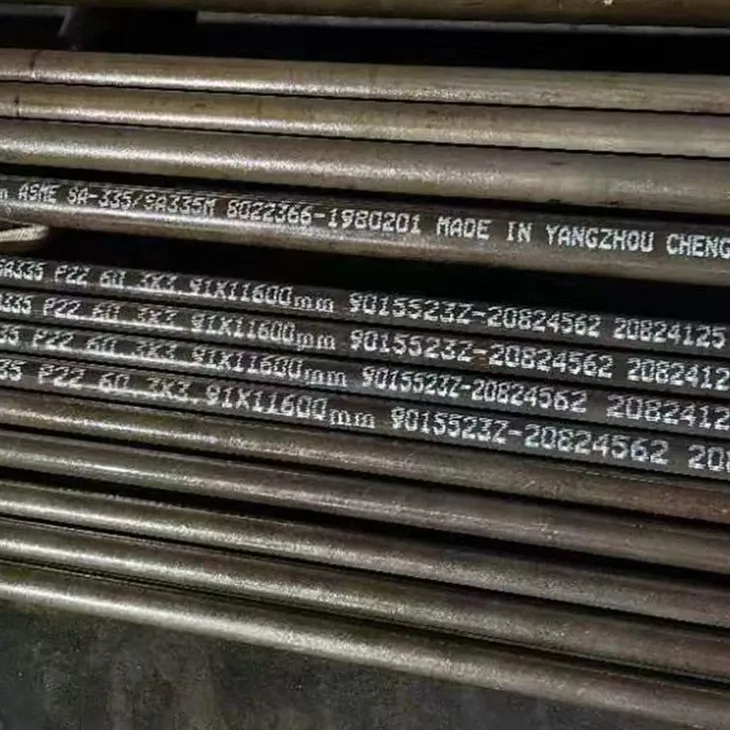 ASME SA-335/SA335M 8022366-1980201 MADE IN YANGZHOU CHENG
SA335 P22 60.3X3.91X11600mm 90155232-20824562 20824125
335 P22 60.3X3.91X11600mm 90155232-20824562 2082412
35 P22 60.3X3.91X11600mm 90155232-20824562 2082412
35 P22 60.3X3.91X11600mm 90155232-20824562 208